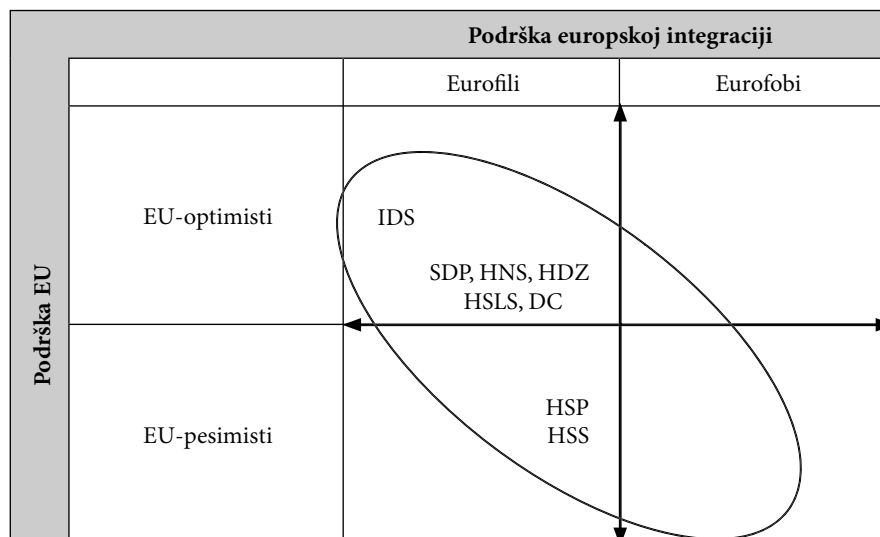 Podrška europskoj integraciji
Eurofili
Eurofobi
Podrška EU
EU-optimisti
IDS
SDP, HNS, HDZ
HSLS, DC
EU-pesimisti
HSP
HSS